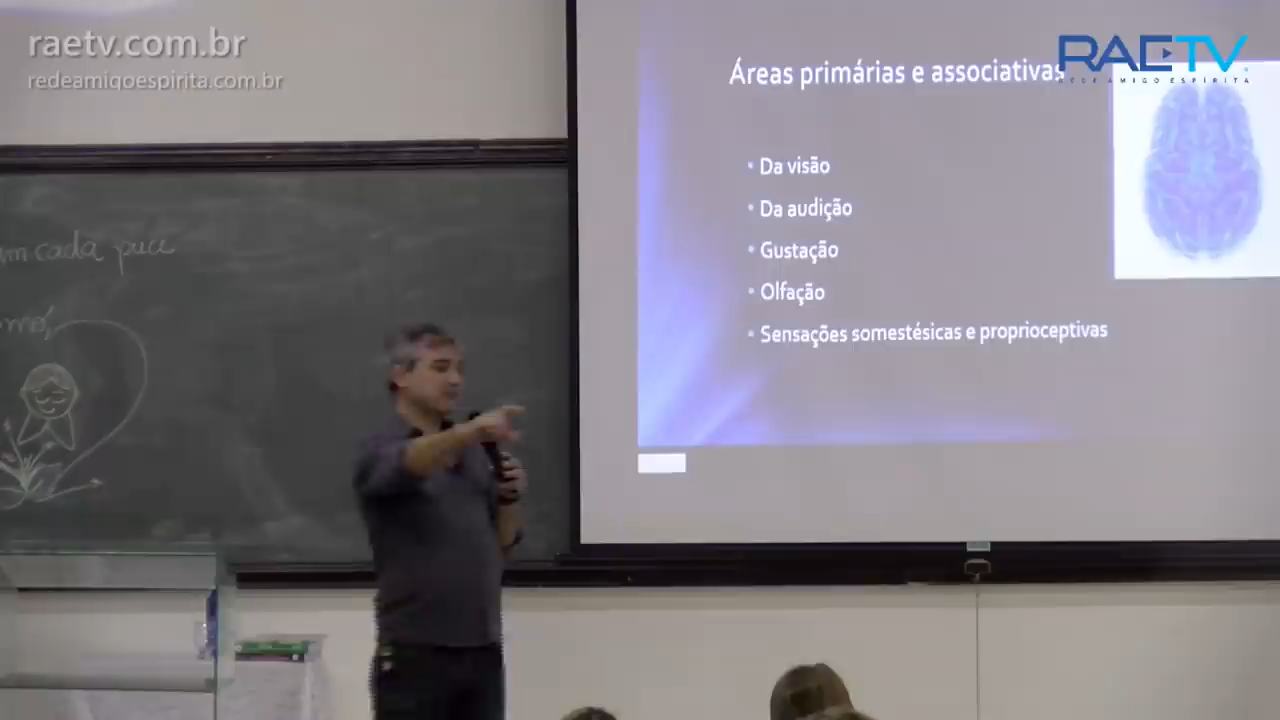 raetv.com.br
redeamigoespirita.com.br
RAETV
REDE AMIGO ESPÍRITA
Áreas primárias e associativas
• Da visão
• Da audição
• Gustação
• Olfação
• Sensações somestésicas e proprioceptivas
cada